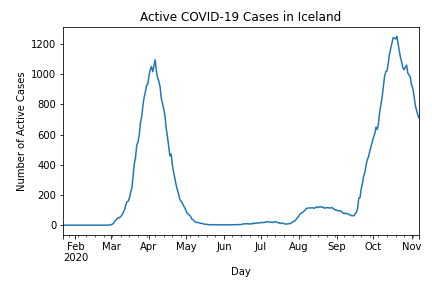 Active COVID-19 Cases in Iceland
Number of Active Cases
1200
1000
800
600
400
200
0
Feb Mar Apr May Jun Jul Aug Sep Oct Nov
2020
Day